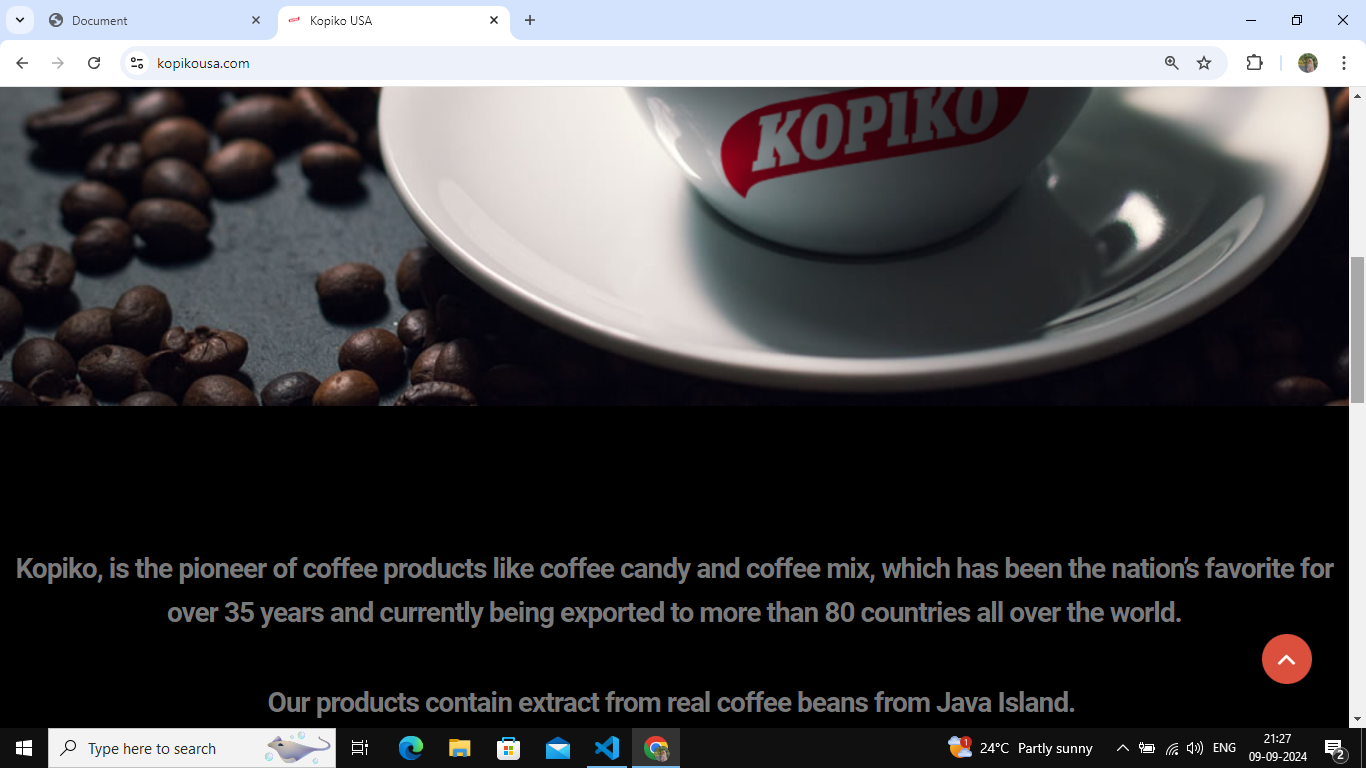 Document
Kopiko USA
kopikousa.com
KOPIKO
Kopiko, is the pioneer of coffee products like coffee candy and coffee mix, which has been the nation’s favorite for
over 35 years and currently being exported to more than 80 countries all over the world.
Our products contain extract from real coffee beans from Java Island.
Type here to search
1
24°C Partly sunny
ENG
21:27
09-09-2024
2